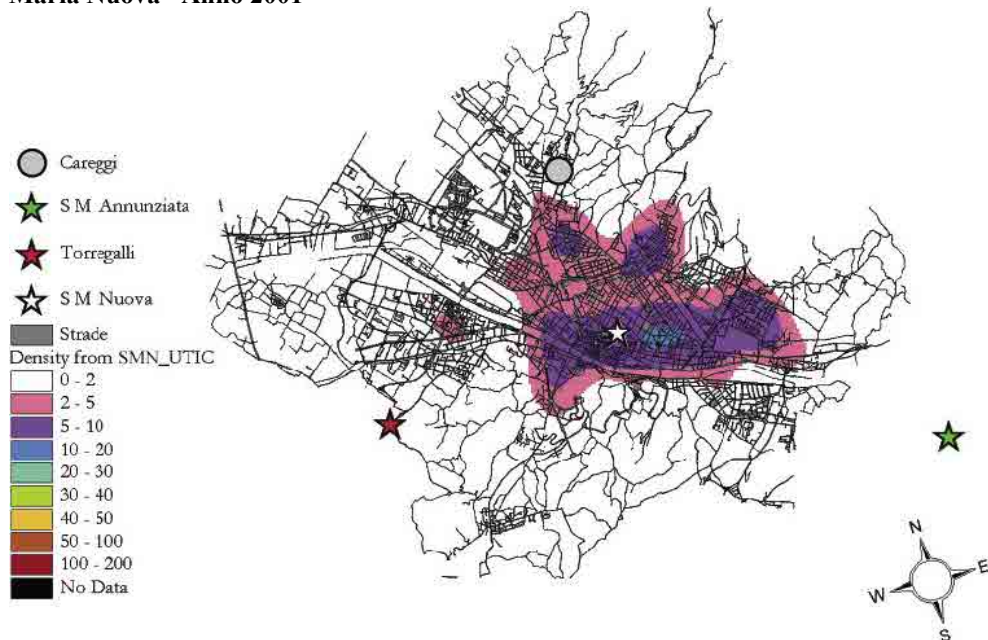 Maria Nuova - Anno 2001
Careggi
S M Annunziata
Torregalli
S M Nuova
Strade
Density from SMN_UTIC
0 - 2
2 - 5
5 - 10
10 - 20
20 - 30
30 - 40
40 - 50
50 - 100
100 - 200
No Data
N
E
W
S